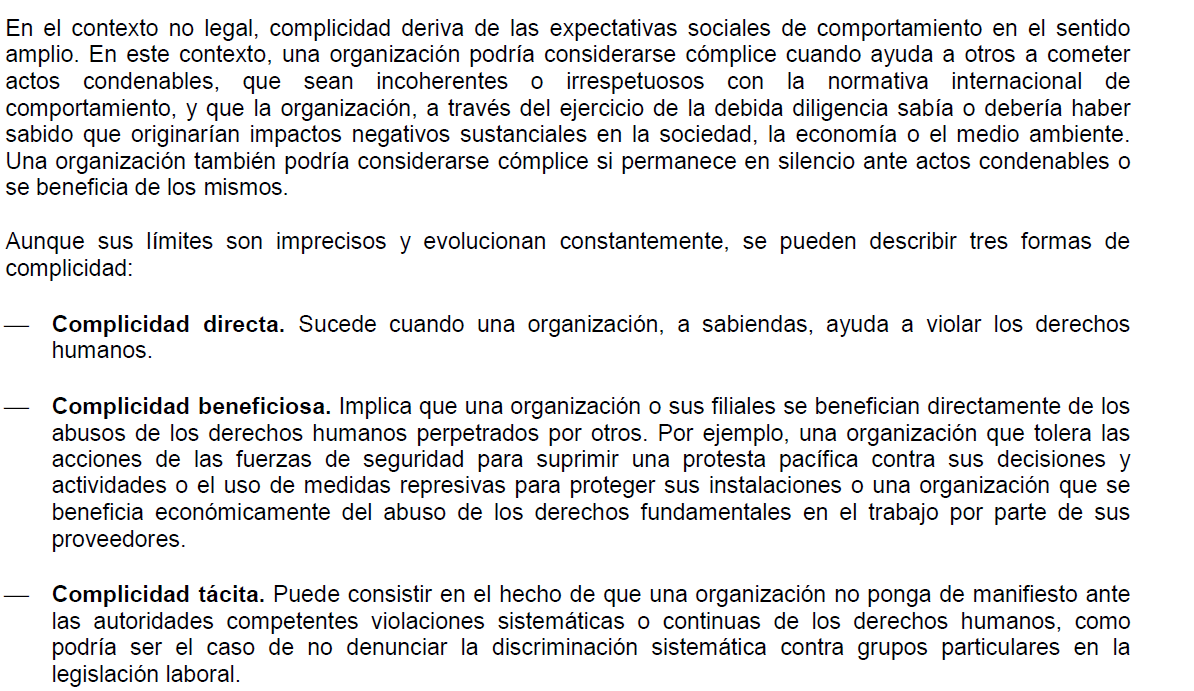 En el contexto no legal, complicidad deriva de las expectativas sociales de comportamiento en el sentido
amplio. En este contexto, una organización podría considerarse cómplice cuando ayuda a otros a cometer
actos condenables, que sean incoherentes o irrespetuosos con la normativa internacional de
comportamiento, y que la organización, a través del ejercicio de la debida diligencia sabía o debería haber
sabido que originarían impactos negativos sustanciales en la sociedad, la economía o el medio ambiente.
Una organización también podría considerarse cómplice si permanece en silencio ante actos condenables o
se beneficia de los mismos.
Aunque sus límites son imprecisos y evolucionan constantemente, se pueden describir tres formas de
complicidad:
— Complicidad directa. Sucede cuando una organización, a sabiendas, ayuda a violar los derechos
humanos.
— Complicidad beneficiosa. Implica que una organización o sus filiales se benefician directamente de los
abusos de los derechos humanos perpetrados por otros. Por ejemplo, una organización que tolera las
acciones de las fuerzas de seguridad para suprimir una protesta pacífica contra sus decisiones y
actividades o el uso de medidas represivas para proteger sus instalaciones o una organización que se
beneficia económicamente del abuso de los derechos fundamentales en el trabajo por parte de sus
proveedores.
— Complicidad tácita. Puede consistir en el hecho de que una organización no ponga de manifiesto ante
las autoridades competentes violaciones sistemáticas o continuas de los derechos humanos, como
podría ser el caso de no denunciar la discriminación sistemática contra grupos particulares en la
legislación laboral.